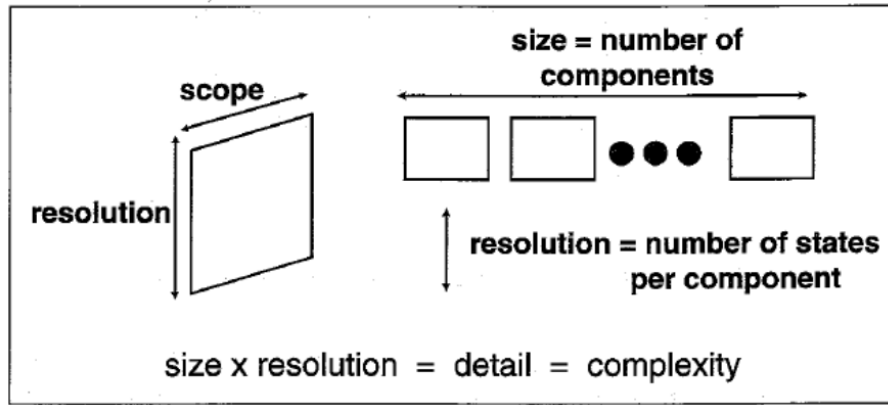 scope
resolution
size = number of
components
resolution = number of states
per component
size x resolution = detail = complexity